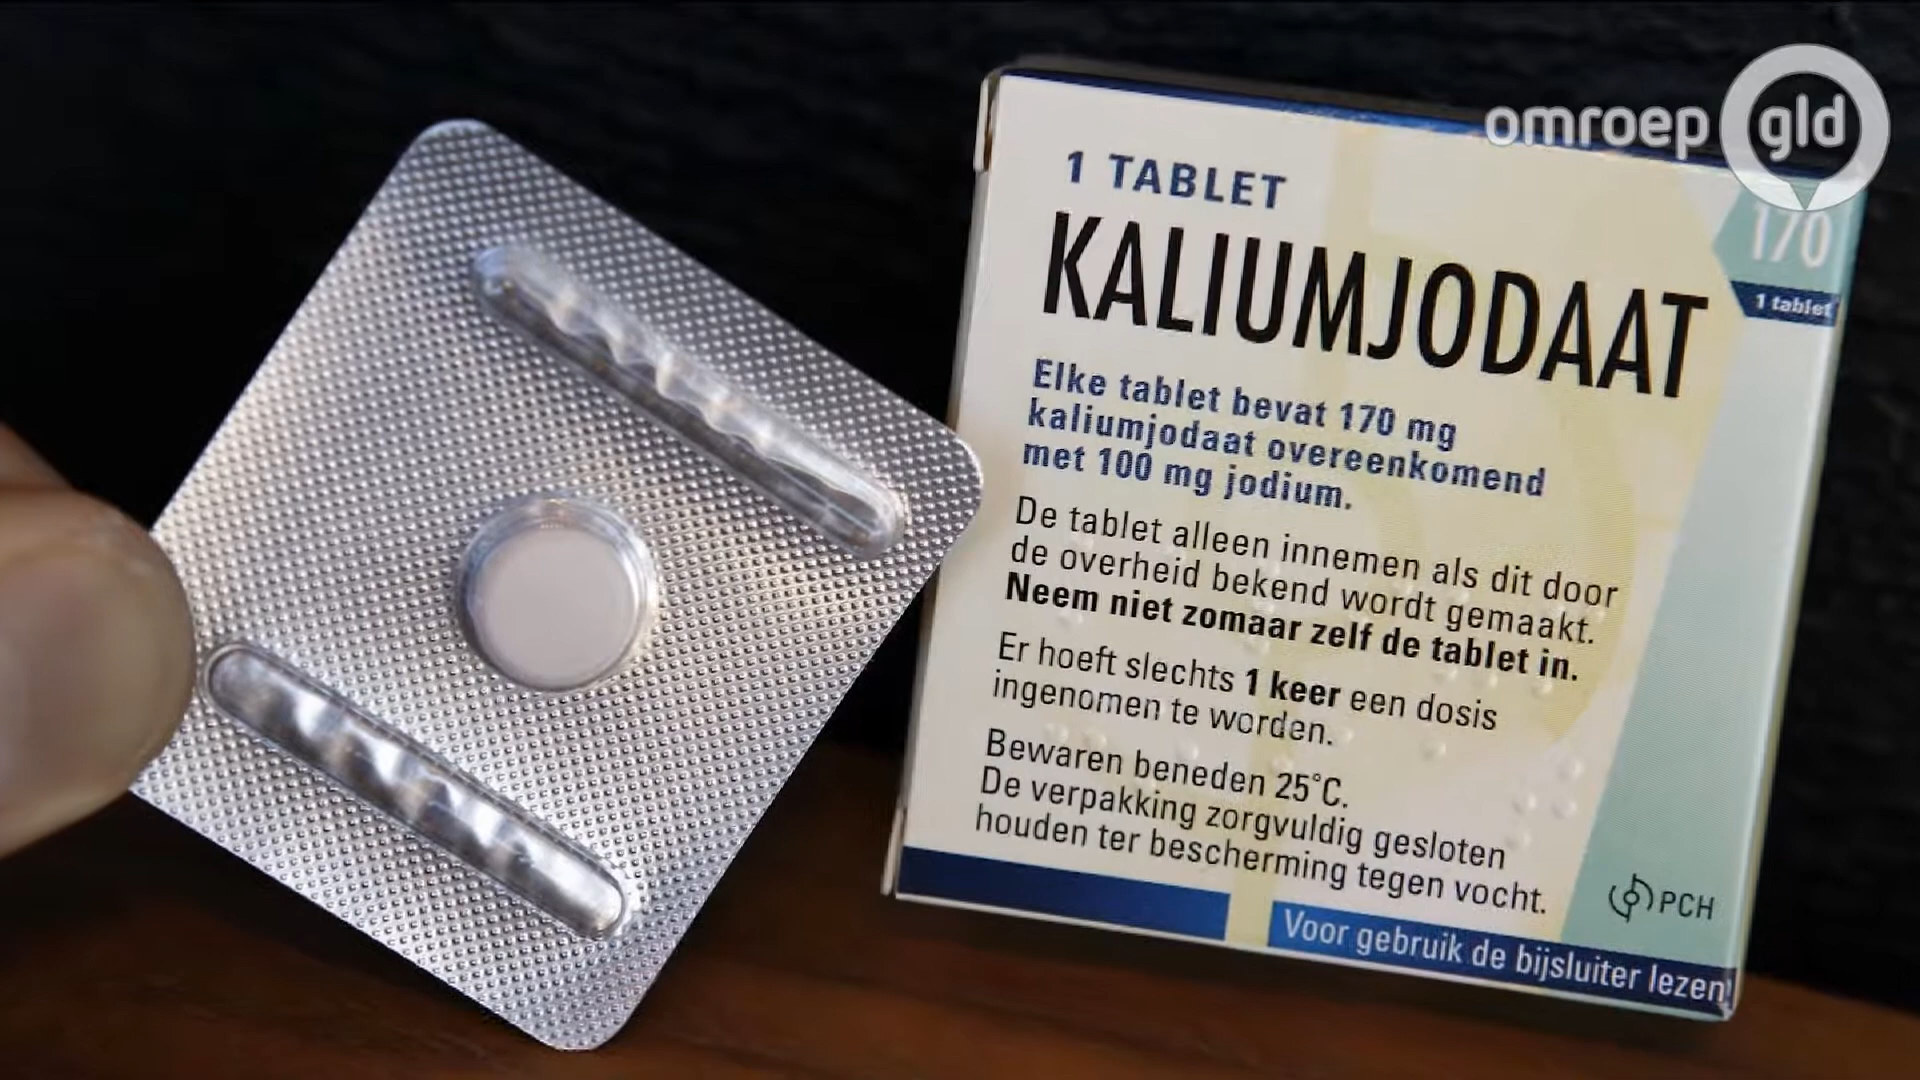 omroep gld
1 TABLET
KALIUMJODAAT
170
1 tablet
Elke tablet bevat 170 mg
kaliumjodaat overeenkomend
met 100 mg jodium.
De tablet alleen innemen als dit door
de overheid bekend wordt gemaakt.
Neem niet zomaar zelf de tablet in.
Er hoeft slechts 1 keer een dosis
ingenomen te worden.
Bewaren beneden 25°C.
De verpakking zorgvuldig gesloten
houden ter bescherming tegen vocht.
PCH
Voor gebruik de bijsluiter lezen!